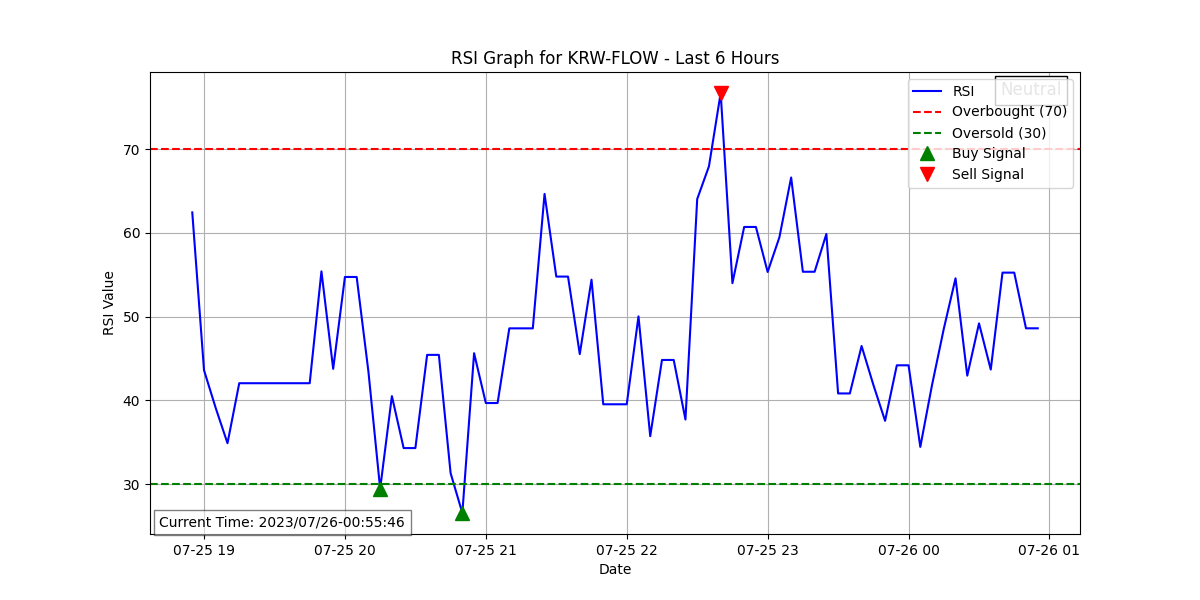 RSI Graph for KRW-FLOW - Last 6 Hours
Neutral
RSI
Overbought (70)
Oversold (30)
Buy Signal
Sell Signal
RSI Value
70
60
50
40
30
Current Time: 2023/07/26-00:55:46
07-25 19
07-25 20
07-25 21
07-25 22
07-25 23
07-26 00
07-26 01
Date